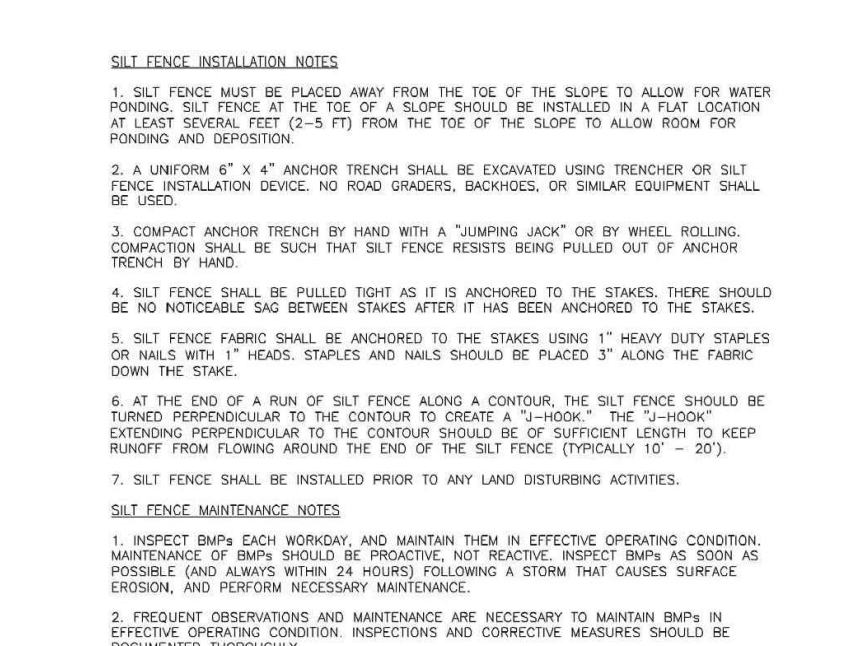 SILT FENCE INSTALLATION NOTES
1. SILT FENCE MUST BE PLACED AWAY FROM THE TOE OF THE SLOPE TO ALLOW FOR WATER
PONDING. SILT FENCE AT THE TOE OF A SLOPE SHOULD BE INSTALLED IN A FLAT LOCATION
AT LEAST SEVERAL FEET (2–5 FT) FROM THE TOE OF THE SLOPE TO ALLOW ROOM FOR
PONDING AND DEPOSITION.
2. A UNIFORM 6" X 4" ANCHOR TRENCH SHALL BE EXCAVATED USING TRENCHER OR SILT
FENCE INSTALLATION DEVICE. NO ROAD GRADERS, BACKHOES, OR SIMILAR EQUIPMENT SHALL
BE USED.
3. COMPACT ANCHOR TRENCH BY HAND WITH A "JUMPING JACK" OR BY WHEEL ROLLING.
COMPACTION SHALL BE SUCH THAT SILT FENCE RESISTS BEING PULLED OUT OF ANCHOR
TRENCH BY HAND.
4. SILT FENCE SHALL BE PULLED TIGHT AS IT IS ANCHORED TO THE STAKES. THERE SHOULD
BE NO NOTICEABLE SAG BETWEEN STAKES AFTER IT HAS BEEN ANCHORED TO THE STAKES.
5. SILT FENCE FABRIC SHALL BE ANCHORED TO THE STAKES USING 1" HEAVY DUTY STAPLES
OR NAILS WITH 1" HEADS. STAPLES AND NAILS SHOULD BE PLACED 3" ALONG THE FABRIC
DOWN THE STAKE.
6. AT THE END OF A RUN OF SILT FENCE ALONG A CONTOUR, THE SILT FENCE SHOULD BE
TURNED PERPENDICULAR TO THE CONTOUR TO CREATE A "J–HOOK." THE "J–HOOK"
EXTENDING PERPENDICULAR TO THE CONTOUR SHOULD BE OF SUFFICIENT LENGTH TO KEEP
RUNOFF FROM FLOWING AROUND THE END OF THE SILT FENCE (TYPICALLY 10' – 20').
7. SILT FENCE SHALL BE INSTALLED PRIOR TO ANY LAND DISTURBING ACTIVITIES.
SILT FENCE MAINTENANCE NOTES
1. INSPECT BMPs EACH WORKDAY, AND MAINTAIN THEM IN EFFECTIVE OPERATING CONDITION.
MAINTENANCE OF BMPs SHOULD BE PROACTIVE, NOT REACTIVE. INSPECT BMPs AS SOON AS
POSSIBLE (AND ALWAYS WITHIN 24 HOURS) FOLLOWING A STORM THAT CAUSES SURFACE
EROSION, AND PERFORM NECESSARY MAINTENANCE.
2. FREQUENT OBSERVATIONS AND MAINTENANCE ARE NECESSARY TO MAINTAIN BMPs IN
EFFECTIVE OPERATING CONDITION. INSPECTIONS AND CORRECTIVE MEASURES SHOULD BE
DOCUMENTED THOROUGHLY.